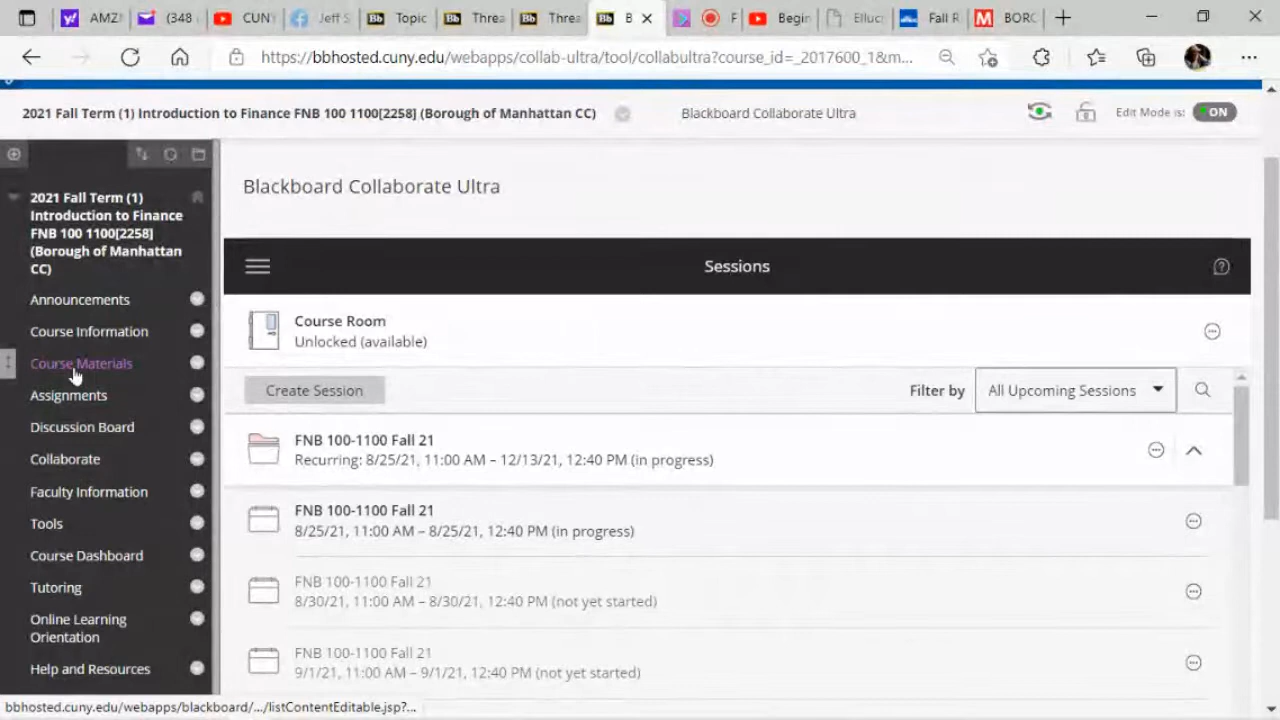 AMZI
(348
CUNY
Jeff S
Bb
Topic
Bb
Threa
Bb
Threa
Bb
B
F
Begin
Elluc
Fall R
M
BORC
https://bbhosted.cuny.edu/webapps/collab-ultra/tool/collabultra?course_id=_2017600_1&m...
2021 Fall Term (1) Introduction to Finance FNB 100 1100[2258] (Borough of Manhattan CC)
Blackboard Collaborate Ultra
Edit Mode is:
ON
2021 Fall Term (1)
Introduction to Finance
FNB 100 1100[2258]
(Borough of Manhattan
CC)
Announcements
Course Information
Course Materials
Assignments
Discussion Board
Collaborate
Faculty Information
Tools
Course Dashboard
Tutoring
Online Learning
Orientation
Help and Resources
Blackboard Collaborate Ultra
Sessions
Course Room
Unlocked (available)
Create Session
Filter by
All Upcoming Sessions
FNB 100-1100 Fall 21
Recurring: 8/25/21, 11:00 AM – 12/13/21, 12:40 PM (in progress)
FNB 100-1100 Fall 21
8/25/21, 11:00 AM – 8/25/21, 12:40 PM (in progress)
FNB 100-1100 Fall 21
8/30/21, 11:00 AM – 8/30/21, 12:40 PM (not yet started)
FNB 100-1100 Fall 21
9/1/21, 11:00 AM – 9/1/21, 12:40 PM (not yet started)
bbhosted.cuny.edu/webapps/blackboard/.../listContentEditable.jsp?...